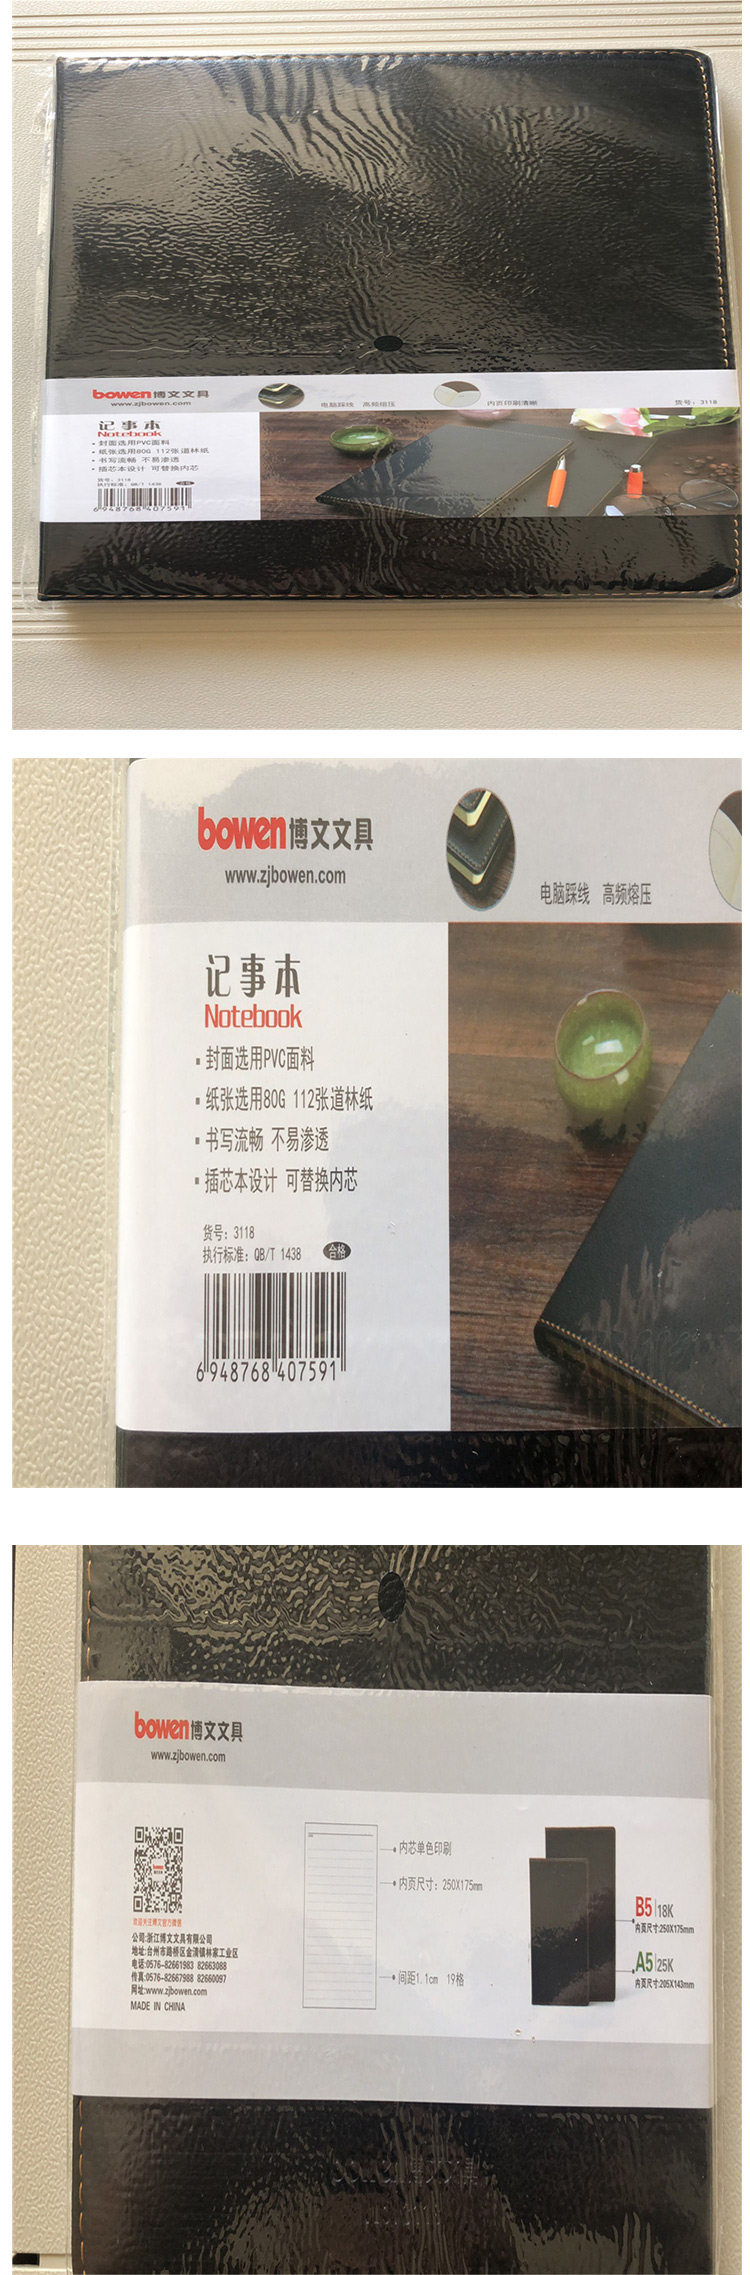 bowen博文文具
www.zjbowen.com
电脑踩线 高频熔压
内页印刷清晰
货号：3118
记事本
Notebook
·封面选用PVC面料
·纸张选用80G 112张道林纸
·书写流畅 不易渗透
·插芯本设计 可替换内芯
货号：3118
执行标准：QB/T 1438 合格
6 948768 407591
bowen博文文具
www.zjbowen.com
电脑踩线 高频熔压
记事本
Notebook
·封面选用PVC面料
·纸张选用80G 112张道林纸
·书写流畅 不易渗透
·插芯本设计 可替换内芯
货号：3118
执行标准：QB/T 1438 合格
6 948768 407591
bowen博文文具
www.zjbowen.com
bowen
欢迎关注博文官方微信
公司:浙江博文文具有限公司
地址:台州市路桥区金清镇林家工业区
电话:0576-82661983 82663088
传真:0576-82667988 82660097
网址:www.zjbowen.com
MADE IN CHINA
内芯单色印刷
内页尺寸：250X175mm
间距1.1cm 19格
B5 18K
内页尺寸:250X175mm
A5 25K
内页尺寸:205X143mm
bowen博文文具